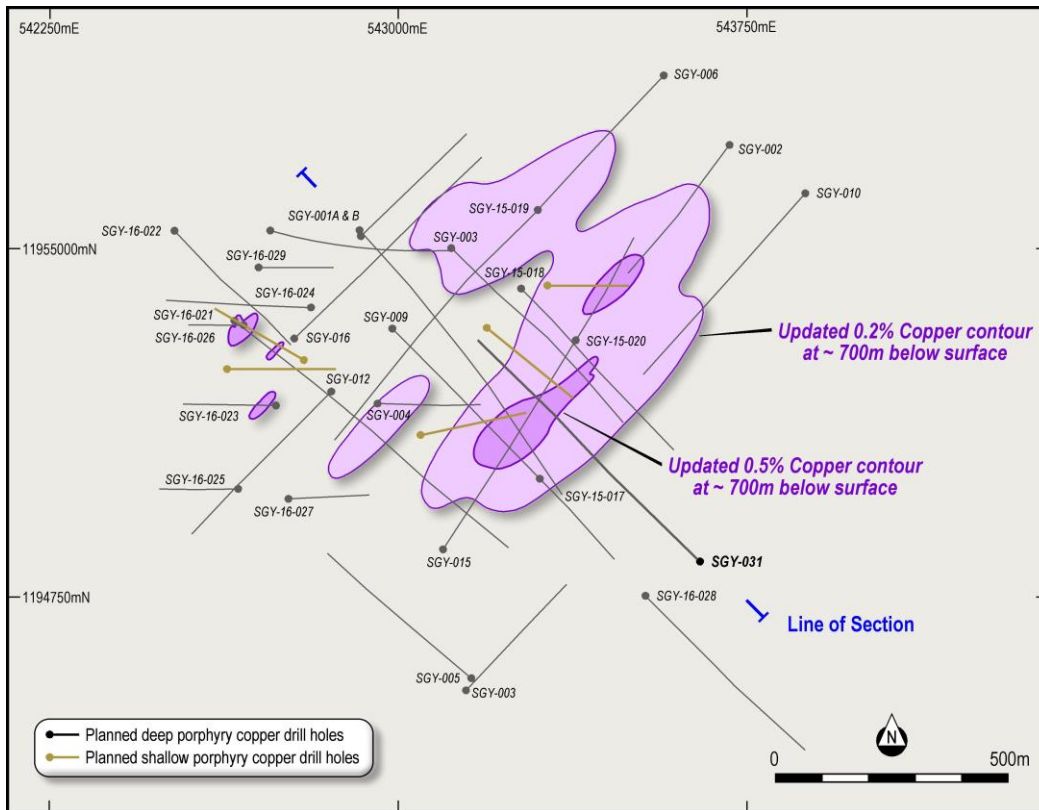 542250mE
543000mE
543750mE
SGY-006
SGY-002
SGY-010
SGY-15-019
SGY-001A & B
SGY-16-022
SGY-003
11955000mN
SGY-16-029
SGY-15-018
SGY-16-024
SGY-16-021
SGY-009
SGY-16-026
SGY-016
SGY-15-020
Updated 0.2% Copper contour
at ~ 700m below surface
SGY-012
SGY-16-023
SGY-004
Updated 0.5% Copper contour
at ~ 700m below surface
SGY-16-025
SGY-15-017
SGY-16-027
SGY-015
SGY-031
1194750mN
SGY-16-028
Line of Section
SGY-005
SGY-003
Planned deep porphyry copper drill holes
Planned shallow porphyry copper drill holes
N
0
500m